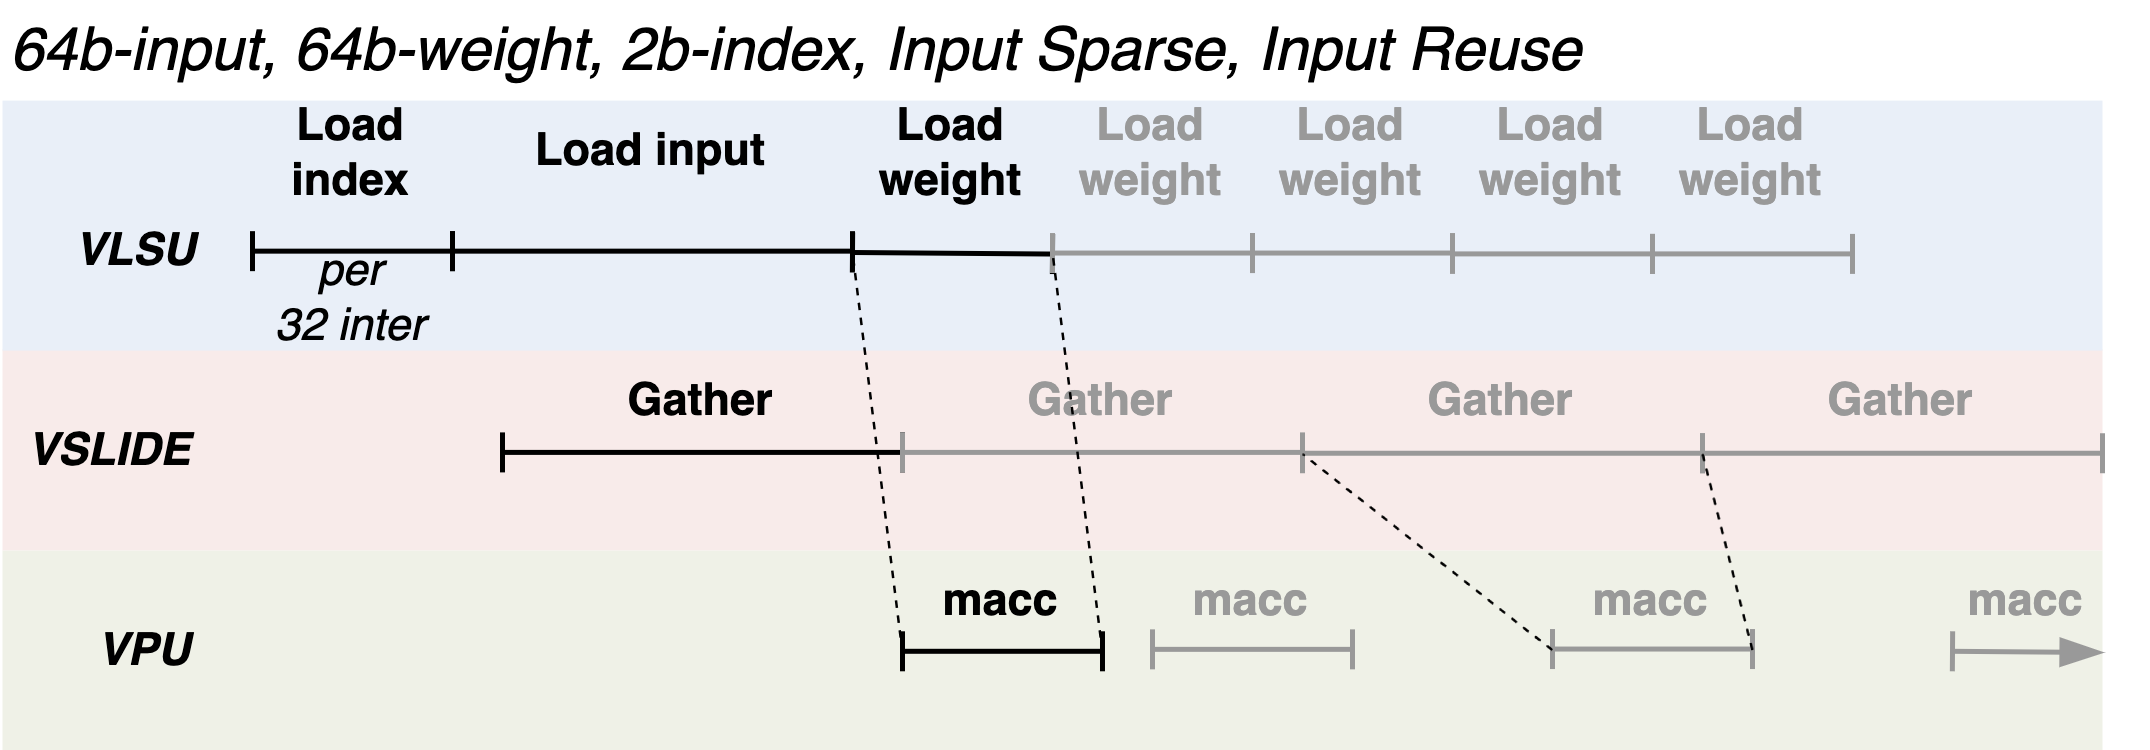 64b-input, 64b-weight, 2b-index, Input Sparse, Input Reuse
Load
index
Load input
Load
weight
Load
weight
Load
weight
Load
weight
Load
weight
VLSU
per
32 inter
Gather
Gather
Gather
Gather
VSLIDE
macc
macc
macc
macc
VPU